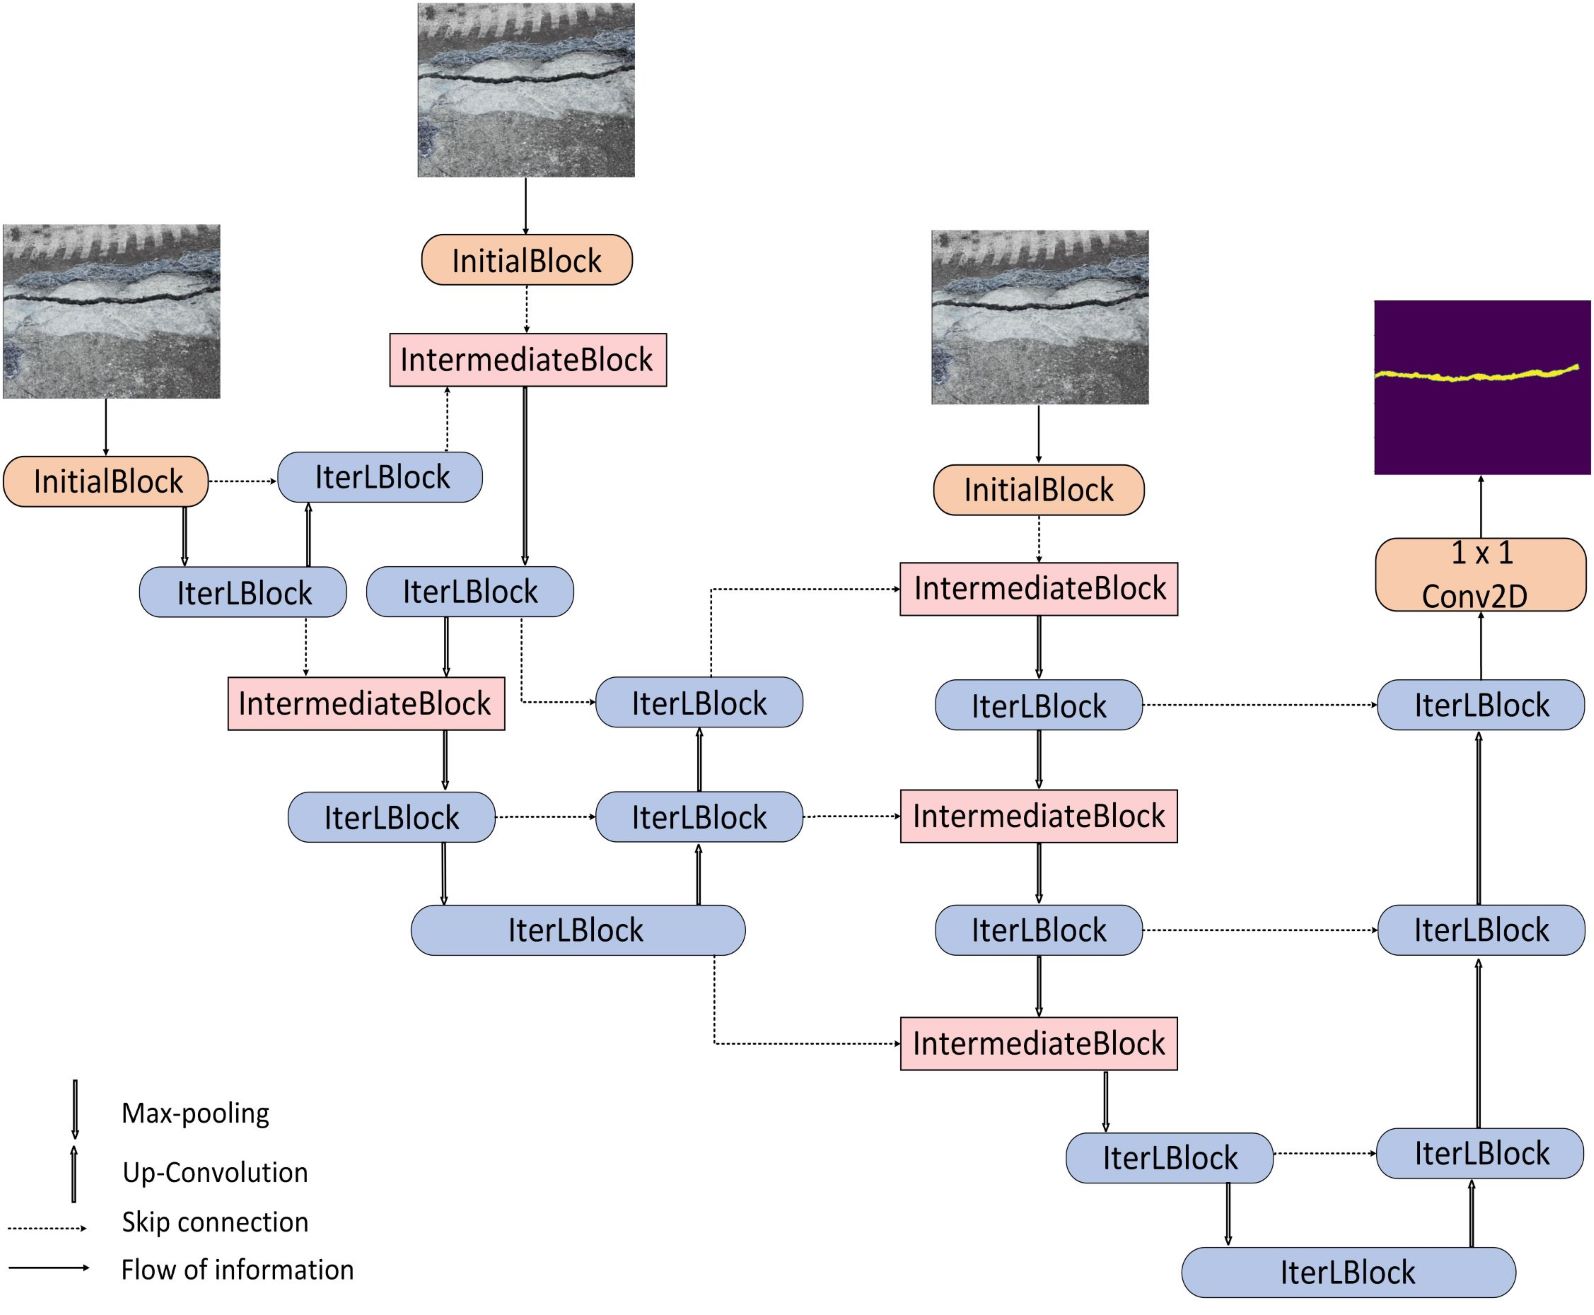 InitialBlock
IntermediateBlock
InitialBlock
IterLBlock
InitialBlock
1 x 1
Conv2D
IterLBlock
IterLBlock
IntermediateBlock
IntermediateBlock
IterLBlock
IterLBlock
IterLBlock
IterLBlock
IterLBlock
IntermediateBlock
IterLBlock
IterLBlock
IterLBlock
IntermediateBlock
Max-pooling
Up-Convolution
Skip connection
Flow of information
IterLBlock
IterLBlock
IterLBlock